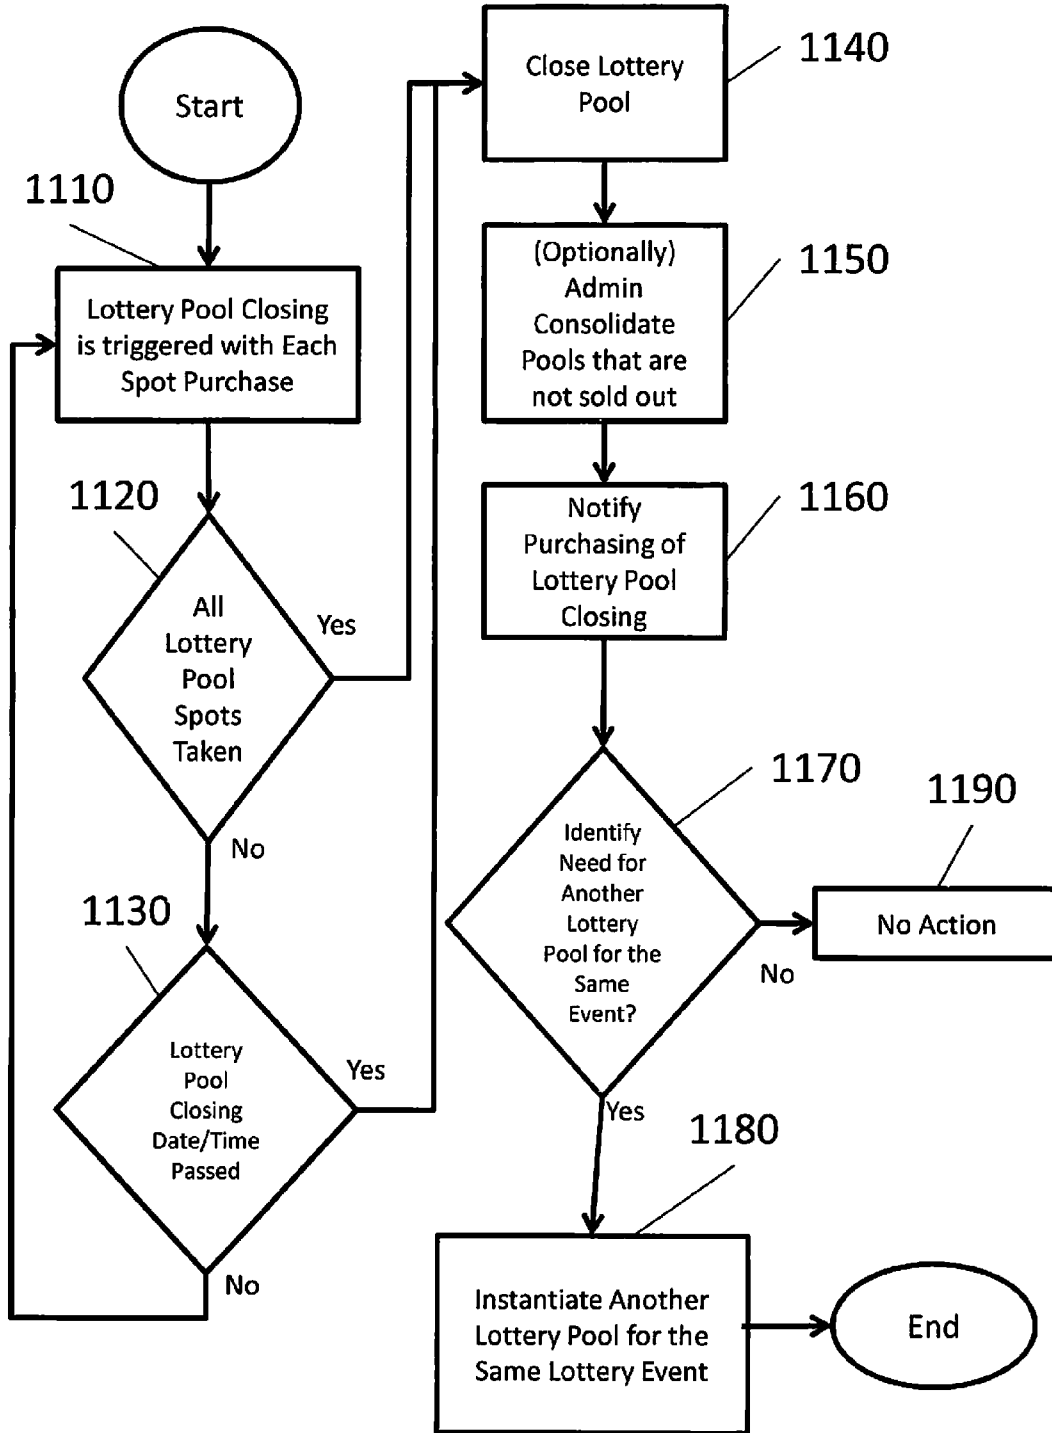 Start
1110
Lottery Pool Closing
is triggered with Each
Spot Purchase
1120
All
Lottery
Pool
Spots
Taken
Yes
No
1130
Lottery
Pool
Closing
Date/Time
Passed
Yes
No
1140
Close Lottery
Pool
1150
(Optionally)
Admin
Consolidate
Pools that are
not sold out
1160
Notify
Purchasing of
Lottery Pool
Closing
1170
Identify
Need for
Another
Lottery
Pool for the
Same
Event?
No
1190
No Action
Yes
1180
Instantiate Another
Lottery Pool for the
Same Lottery Event
End